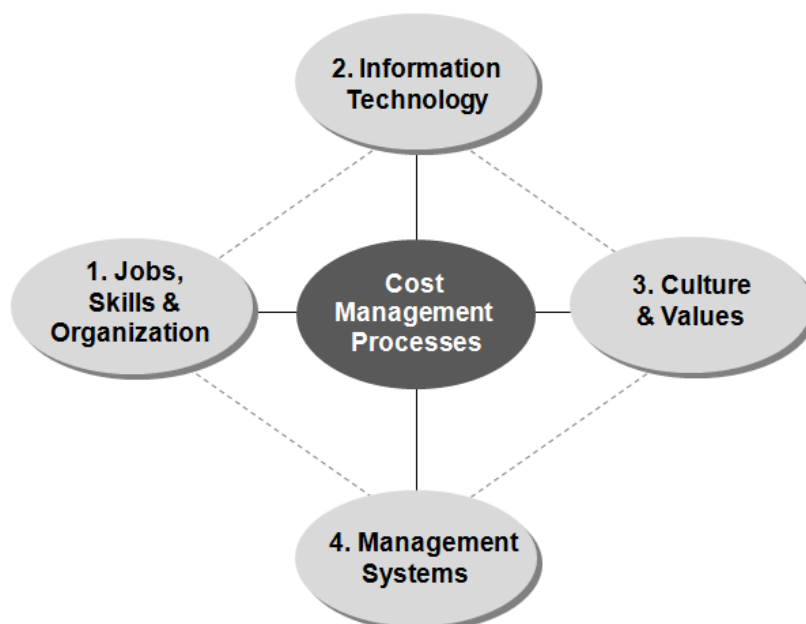 2. Information
Technology
1. Jobs,
Skills &
Organization
Cost
Management
Processes
3. Culture
& Values
4. Management
Systems